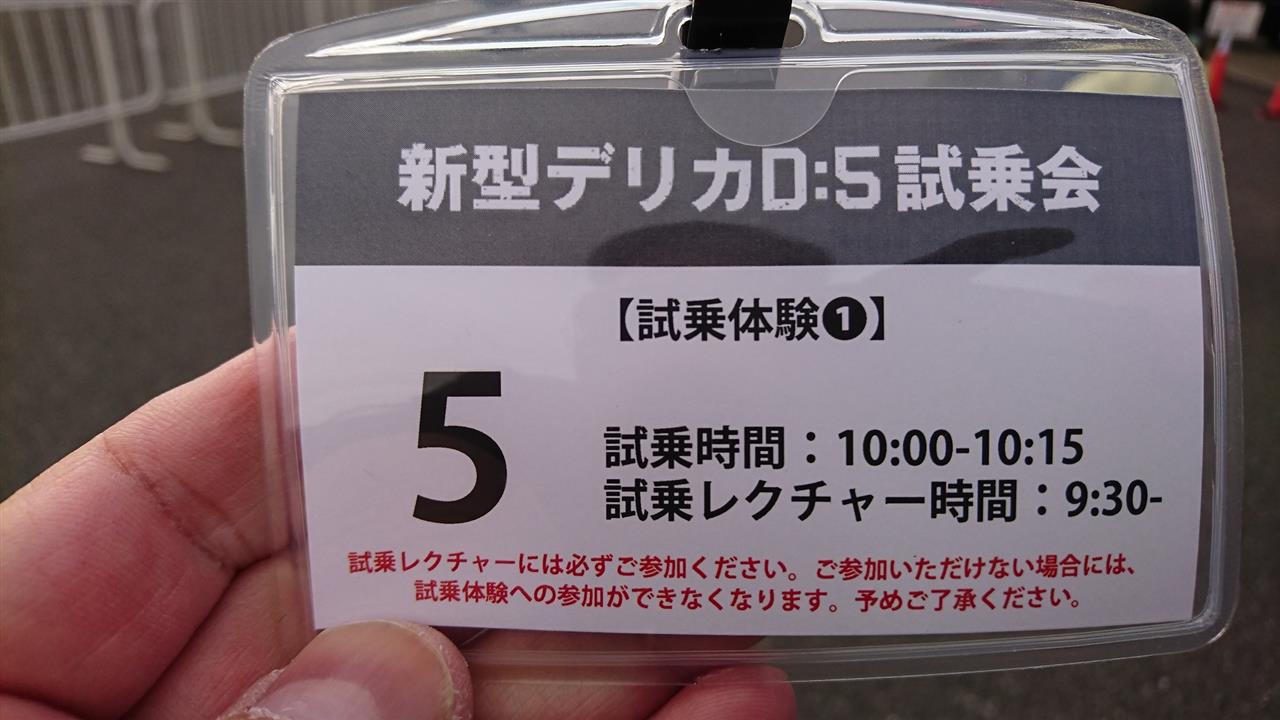 新型デリカD:5試乗会
【試乗体験❶】
5
試乗時間：10:00-10:15
試乗レクチャー時間：9:30-
試乗レクチャーには必ずご参加ください。ご参加いただけない場合には、
試乗体験への参加ができなくなります。予めご了承ください。